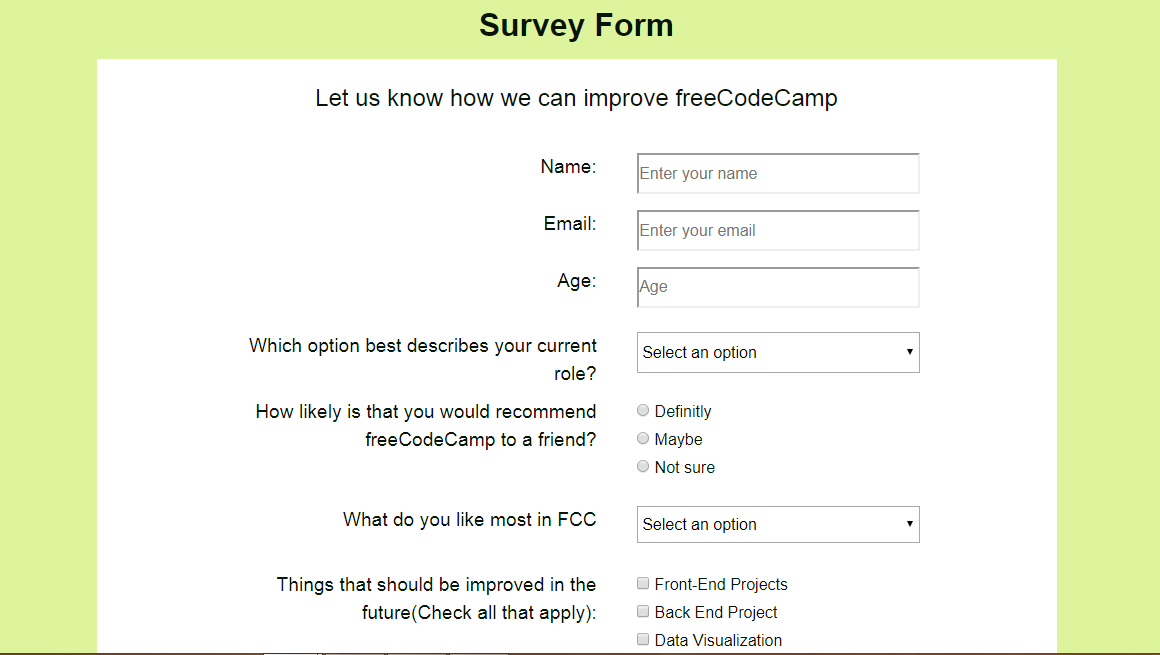 Survey Form
Let us know how we can improve freeCodeCamp
Name:
Enter your name
Email:
Enter your email
Age:
Age
Which option best describes your current
role?
Select an option
How likely is that you would recommend
freeCodeCamp to a friend?
Definitly
Maybe
Not sure
What do you like most in FCC
Select an option
Things that should be improved in the
future(Check all that apply):
Front-End Projects
Back End Project
Data Visualization